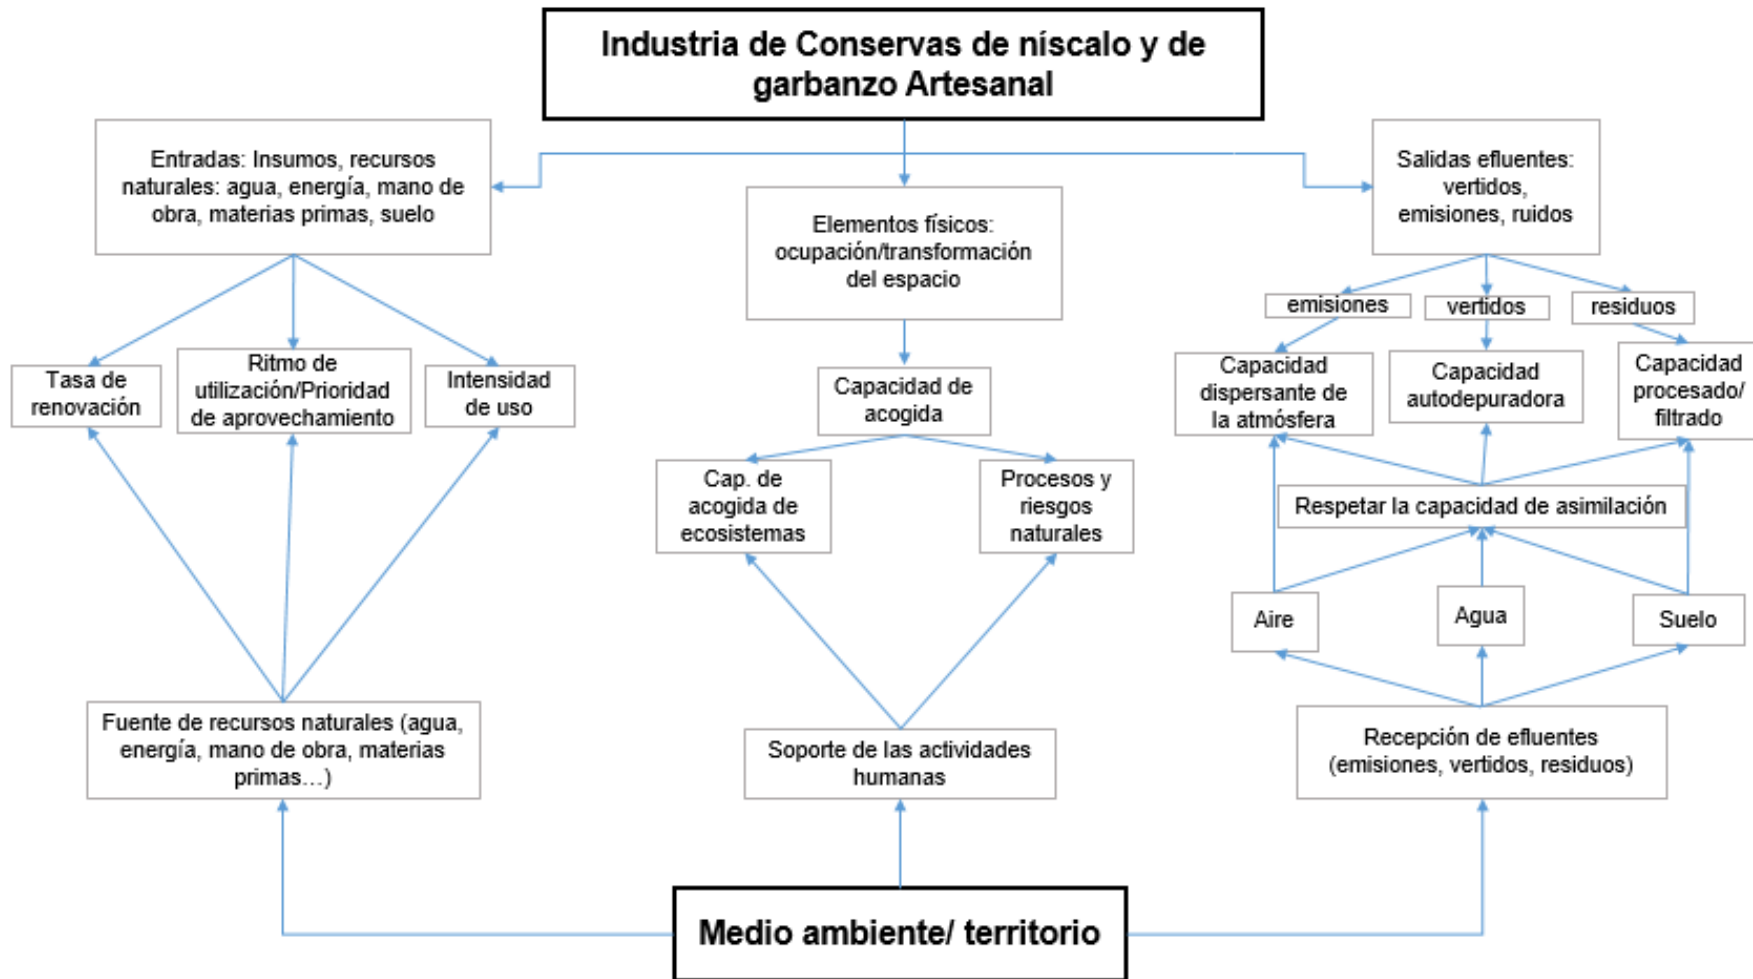 Industria de Conservas de níscalo y de
garbanzo Artesanal
Entradas: Insumos, recursos
naturales: agua, energía, mano de
obra, materias primas, suelo
Elementos físicos:
ocupación/transformación
del espacio
Salidas efluentes:
vertidos,
emisiones, ruidos
emisiones
vertidos
residuos
Tasa de
renovación
Ritmo de
utilización/Prioridad
de aprovechamiento
Intensidad
de uso
Capacidad de
acogida
Capacidad
dispersante de
la atmósfera
Capacidad
autodepuradora
Capacidad
procesado/
filtrado
Cap. de
acogida de
ecosistemas
Procesos y
riesgos
naturales
Respetar la capacidad de asimilación
Aire
Agua
Suelo
Fuente de recursos naturales (agua,
energía, mano de obra, materias
primas…)
Soporte de las actividades
humanas
Recepción de efluentes
(emisiones, vertidos, residuos)
Medio ambiente/ territorio